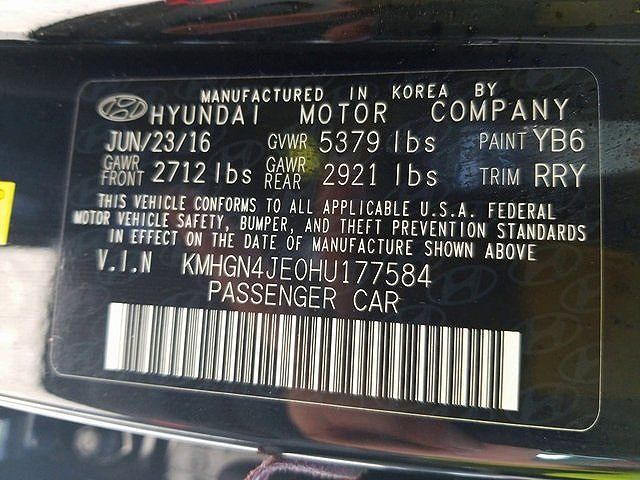 MANUFACTURED IN KOREA BY
HYUNDAI MOTOR COMPANY
JUN/23/16 GVWR 5379 lbs PAINT YB6
GAWR FRONT 2712 lbs GAWR REAR 2921 lbs TRIM RRY
THIS VEHICLE CONFORMS TO ALL APPLICABLE U.S.A. FEDERAL
MOTOR VEHICLE SAFETY, BUMPER, AND THEFT PREVENTION STANDARDS
IN EFFECT ON THE DATE OF MANUFACTURE SHOWN ABOVE
V.I.N KMHGN4JE0HU177584
PASSENGER CAR